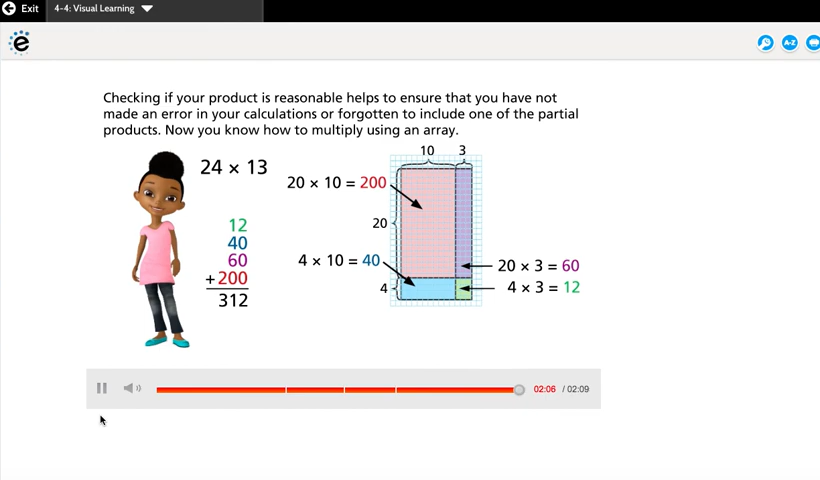 Exit
4-4: Visual Learning
e
A-Z
Checking if your product is reasonable helps to ensure that you have not
made an error in your calculations or forgotten to include one of the partial
products. Now you know how to multiply using an array.
24 × 13
12
40
60
+200
312
10 3
20 × 10 = 200
20
4 × 10 = 40
4
20 × 3 = 60
4 × 3 = 12
02:06 / 02:09